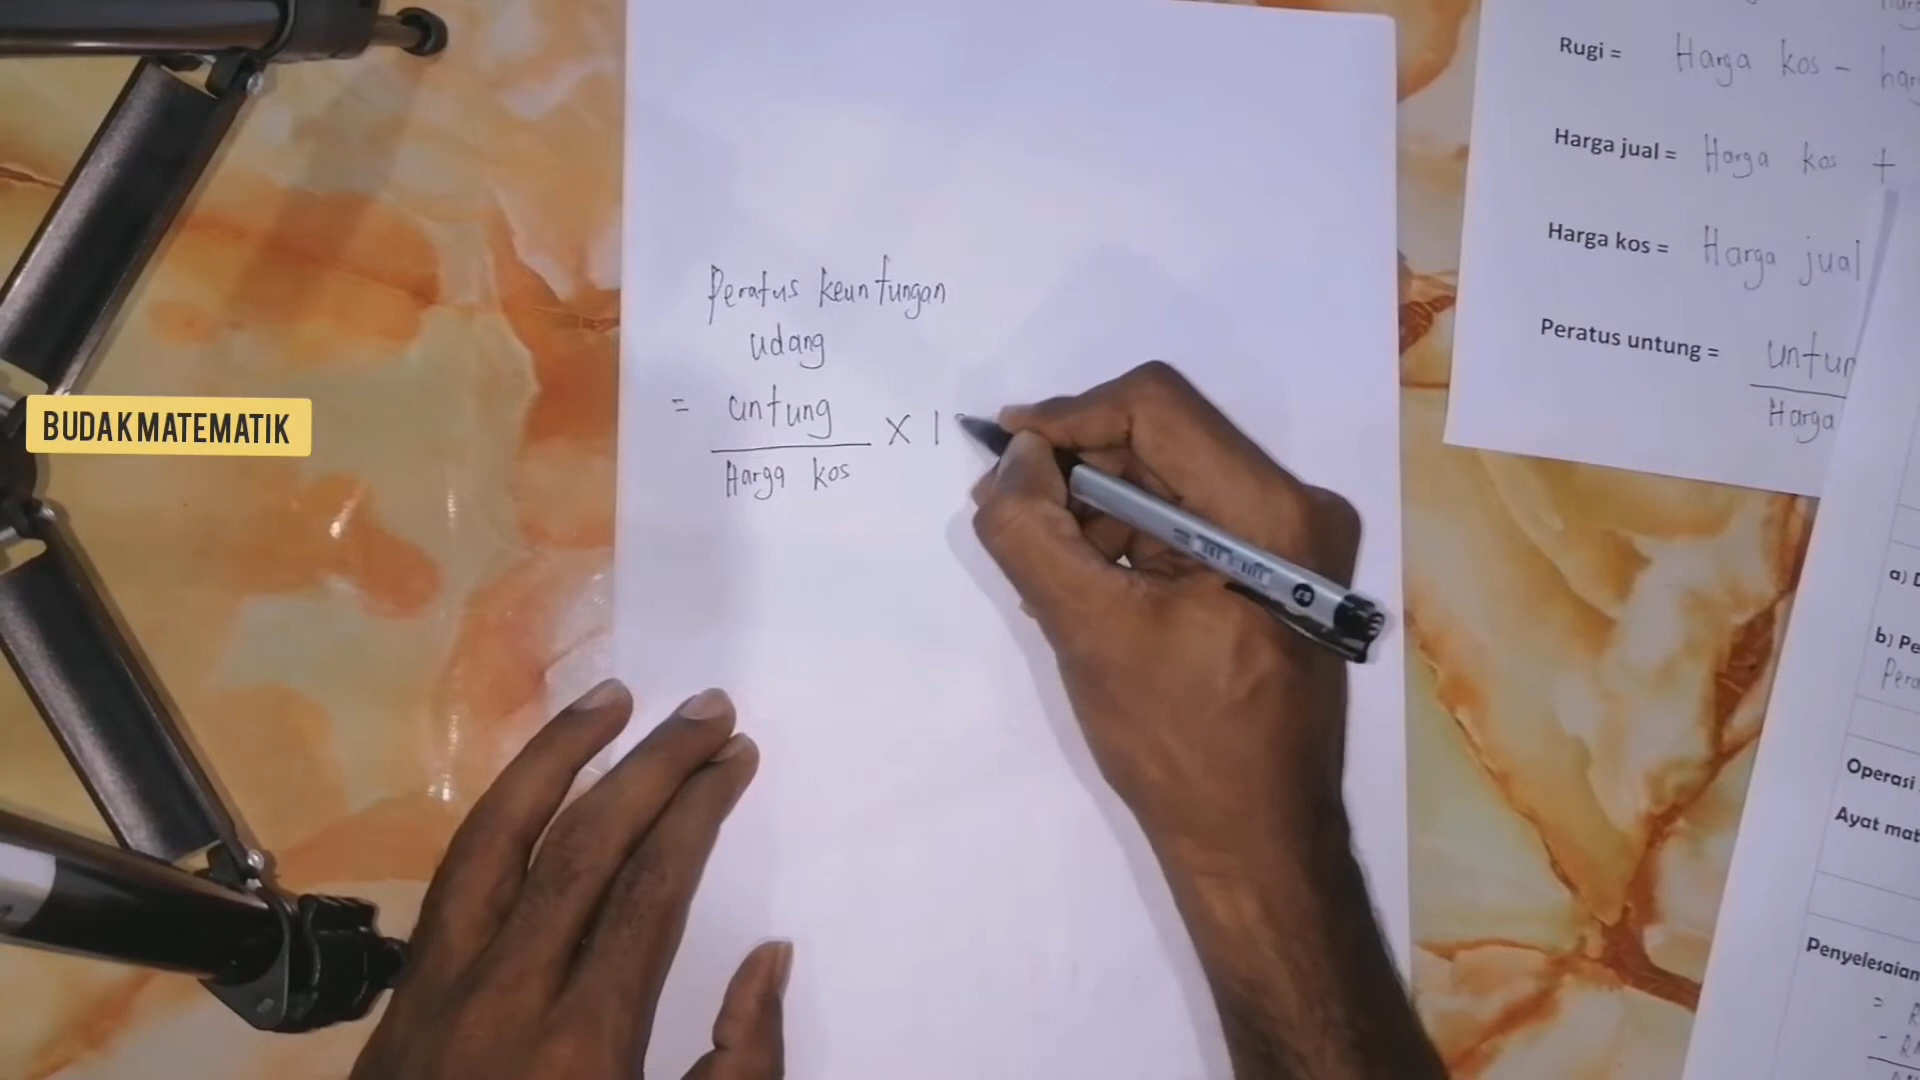 BUDAKMATEMATIK
Peratus keuntungan
udang
= untung
Harga kos
× 1
Rugi = Harga kos -
Harga jual = Harga kos +
Harga kos = Harga jual
Peratus untung =
Harga
a)
b)
Operasi
Ayat
Penyelesaian
=
-